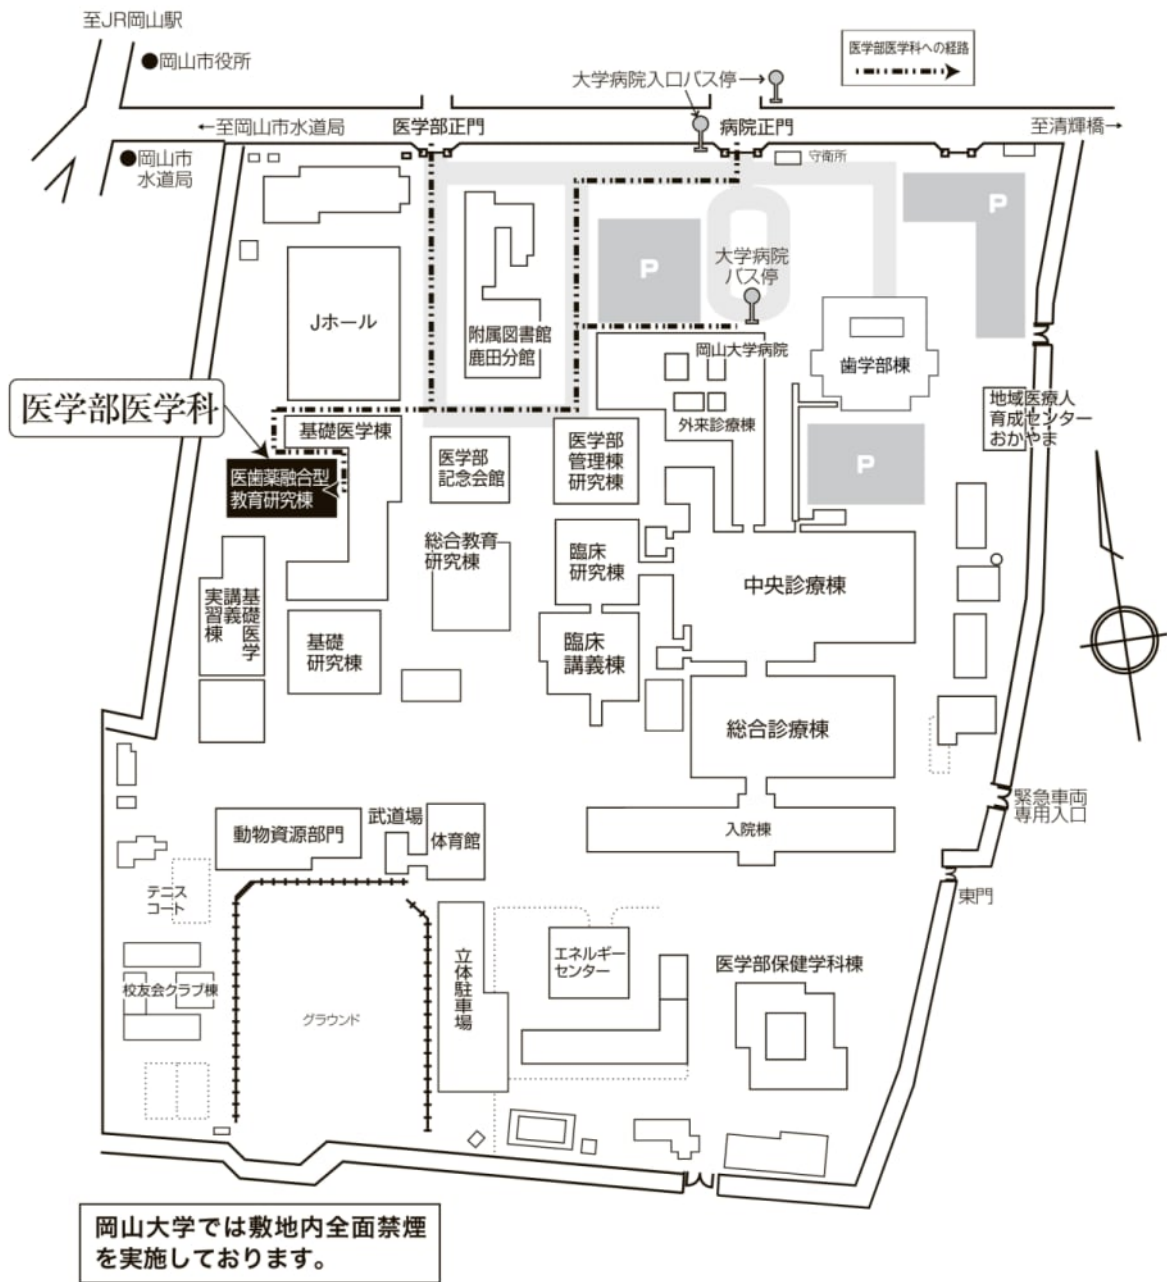 至JR岡山駅
●岡山市役所
医学部医学科への経路
大学病院入口バス停→
←至岡山市水道局
医学部正門
病院正門
至清輝橋→
●岡山市
水道局
守衛所
P
P
大学病院
バス停
Jホール
附属図書館
鹿田分館
岡山大学病院
歯学部棟
医学部医学科
基礎医学棟
外来診療棟
地域医療人
育成センター
おかやま
医学部
記念会館
医学部
管理棟
研究棟
P
医歯薬融合型
教育研究棟
総合教育
研究棟
臨床
研究棟
中央診療棟
基礎医学
講義
実習棟
基礎
研究棟
臨床
講義棟
総合診療棟
緊急車両
専用入口
武道場
動物資源部門
体育館
入院棟
東門
テニス
コート
立体駐車場
エネルギー
センター
医学部保健学科棟
校友会クラブ棟
グラウンド
岡山大学では敷地内全面禁煙
を実施しております。